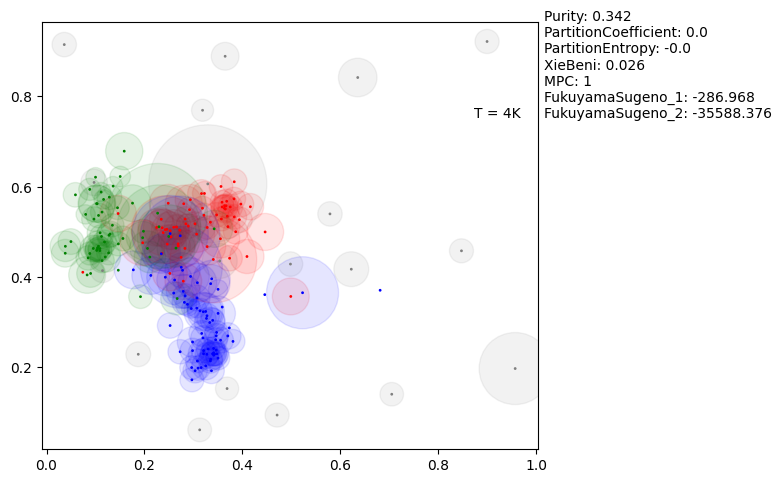 Purity: 0.342
PartitionCoefficient: 0.0
PartitionEntropy: -0.0
XieBeni: 0.026
MPC: 1
FukuyamaSugeno_1: -286.968
FukuyamaSugeno_2: -35588.376
T = 4K
0.8
0.6
0.4
0.2
0.0 0.2 0.4 0.6 0.8 1.0